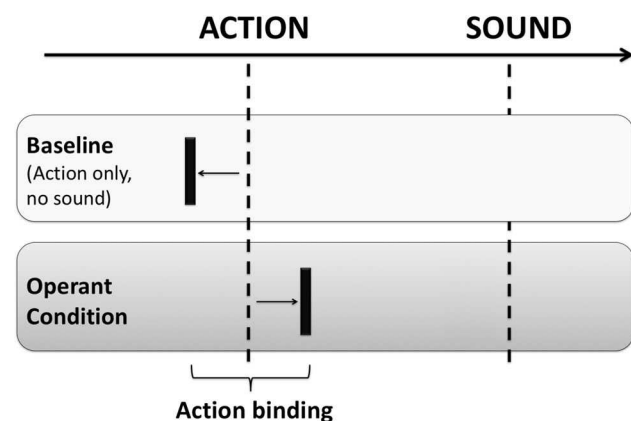 ACTION SOUND
Baseline
(Action only,
no sound)
Operant
Condition
Action binding